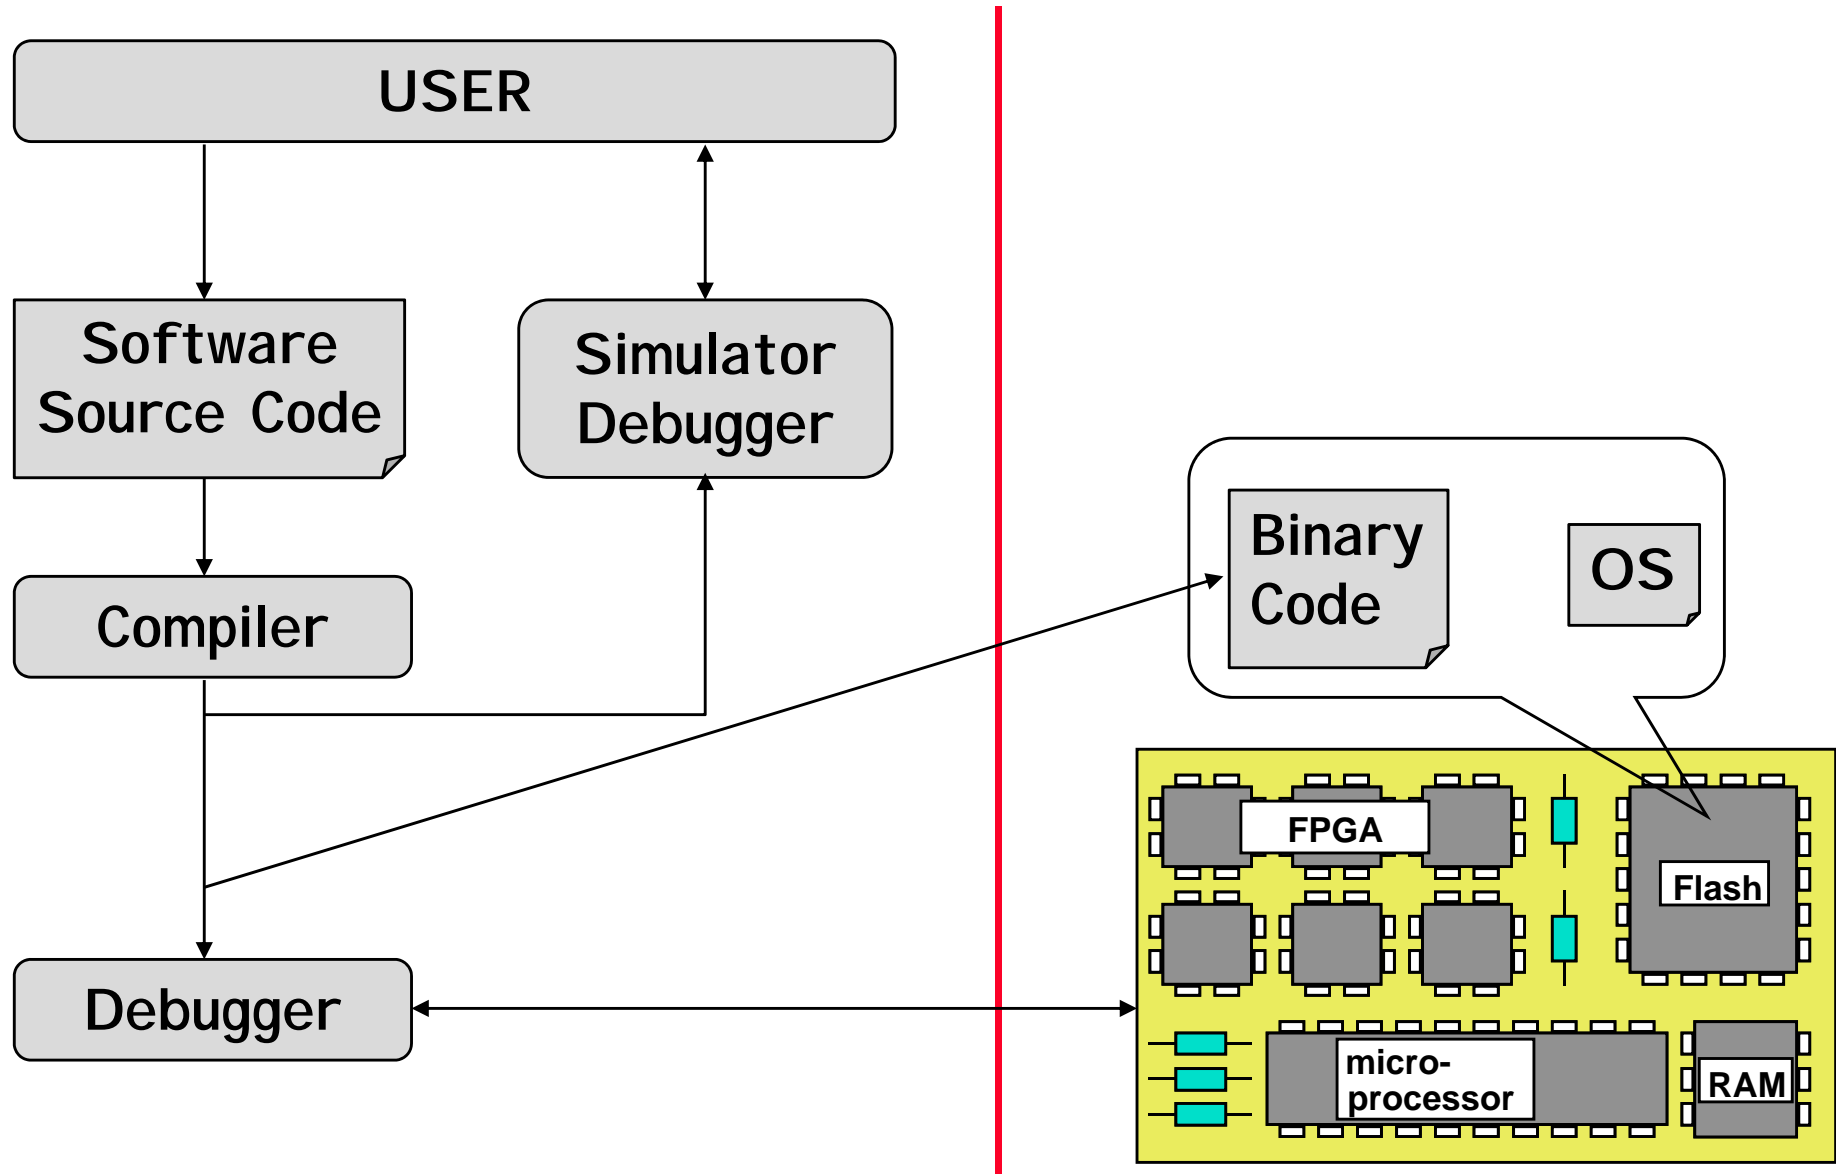 USER
Software
Source Code
Simulator
Debugger
Compiler
Debugger
Binary
Code
OS
FPGA
Flash
micro-
processor
RAM